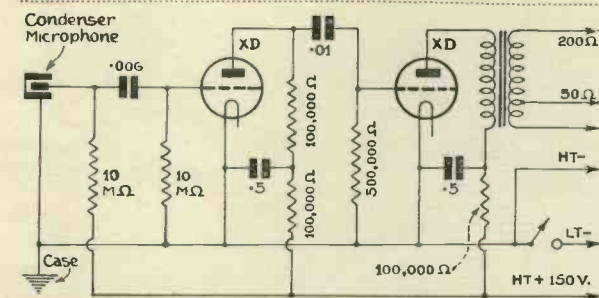 Condenser
Microphone
.006
XD
.01
XD
200Ω
50Ω
10
MΩ
10
MΩ
100,000 Ω
.5
100,000 Ω
500,000 Ω
.5
HT-
LT-
Case
100,000 Ω
HT + 150 V.